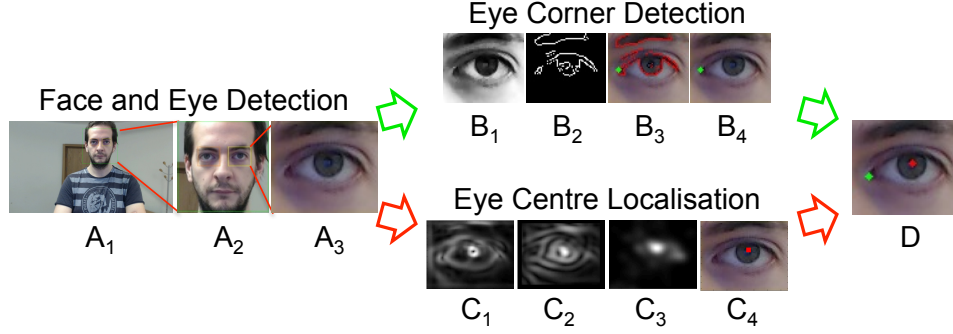 Eye Corner Detection
B₁ B₂ B₃ B₄
Face and Eye Detection
A₁ A₂ A₃
Eye Centre Localisation
C₁ C₂ C₃ C₄
D